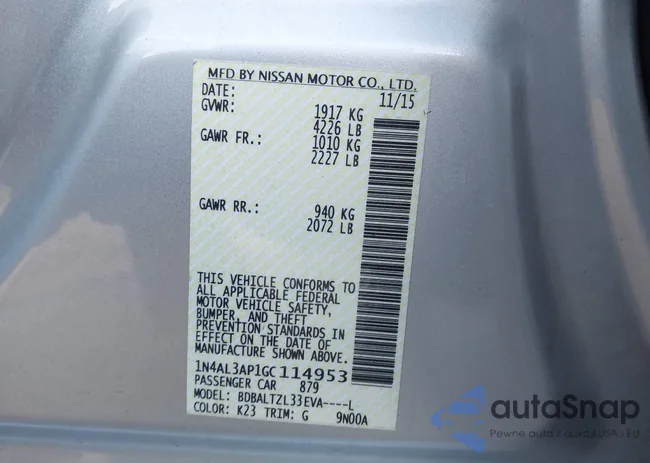 MFD BY NISSAN MOTOR CO., LTD.
DATE: 11/15
GVWR: 1917 KG
4226 LB
GAWR FR.: 1010 KG
2227 LB
GAWR RR.: 940 KG
2072 LB
THIS VEHICLE CONFORMS TO
ALL APPLICABLE FEDERAL
MOTOR VEHICLE SAFETY,
BUMPER, AND THEFT
PREVENTION STANDARDS IN
EFFECT ON THE DATE OF
MANUFACTURE SHOWN ABOVE.
1N4AL3AP1GC114953
PASSENGER CAR 879
MODEL: BDBALTZL33EVA----L
COLOR: K23 TRIM: G 9N00A
autaSnap
Pewne auta z aukcji USA - EU